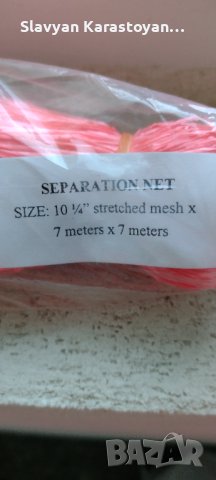 Slavyan Karastoyan...
SEPARATION NET
SIZE: 10 ¼” stretched mesh x
7 meters x 7 meters
BAZAR